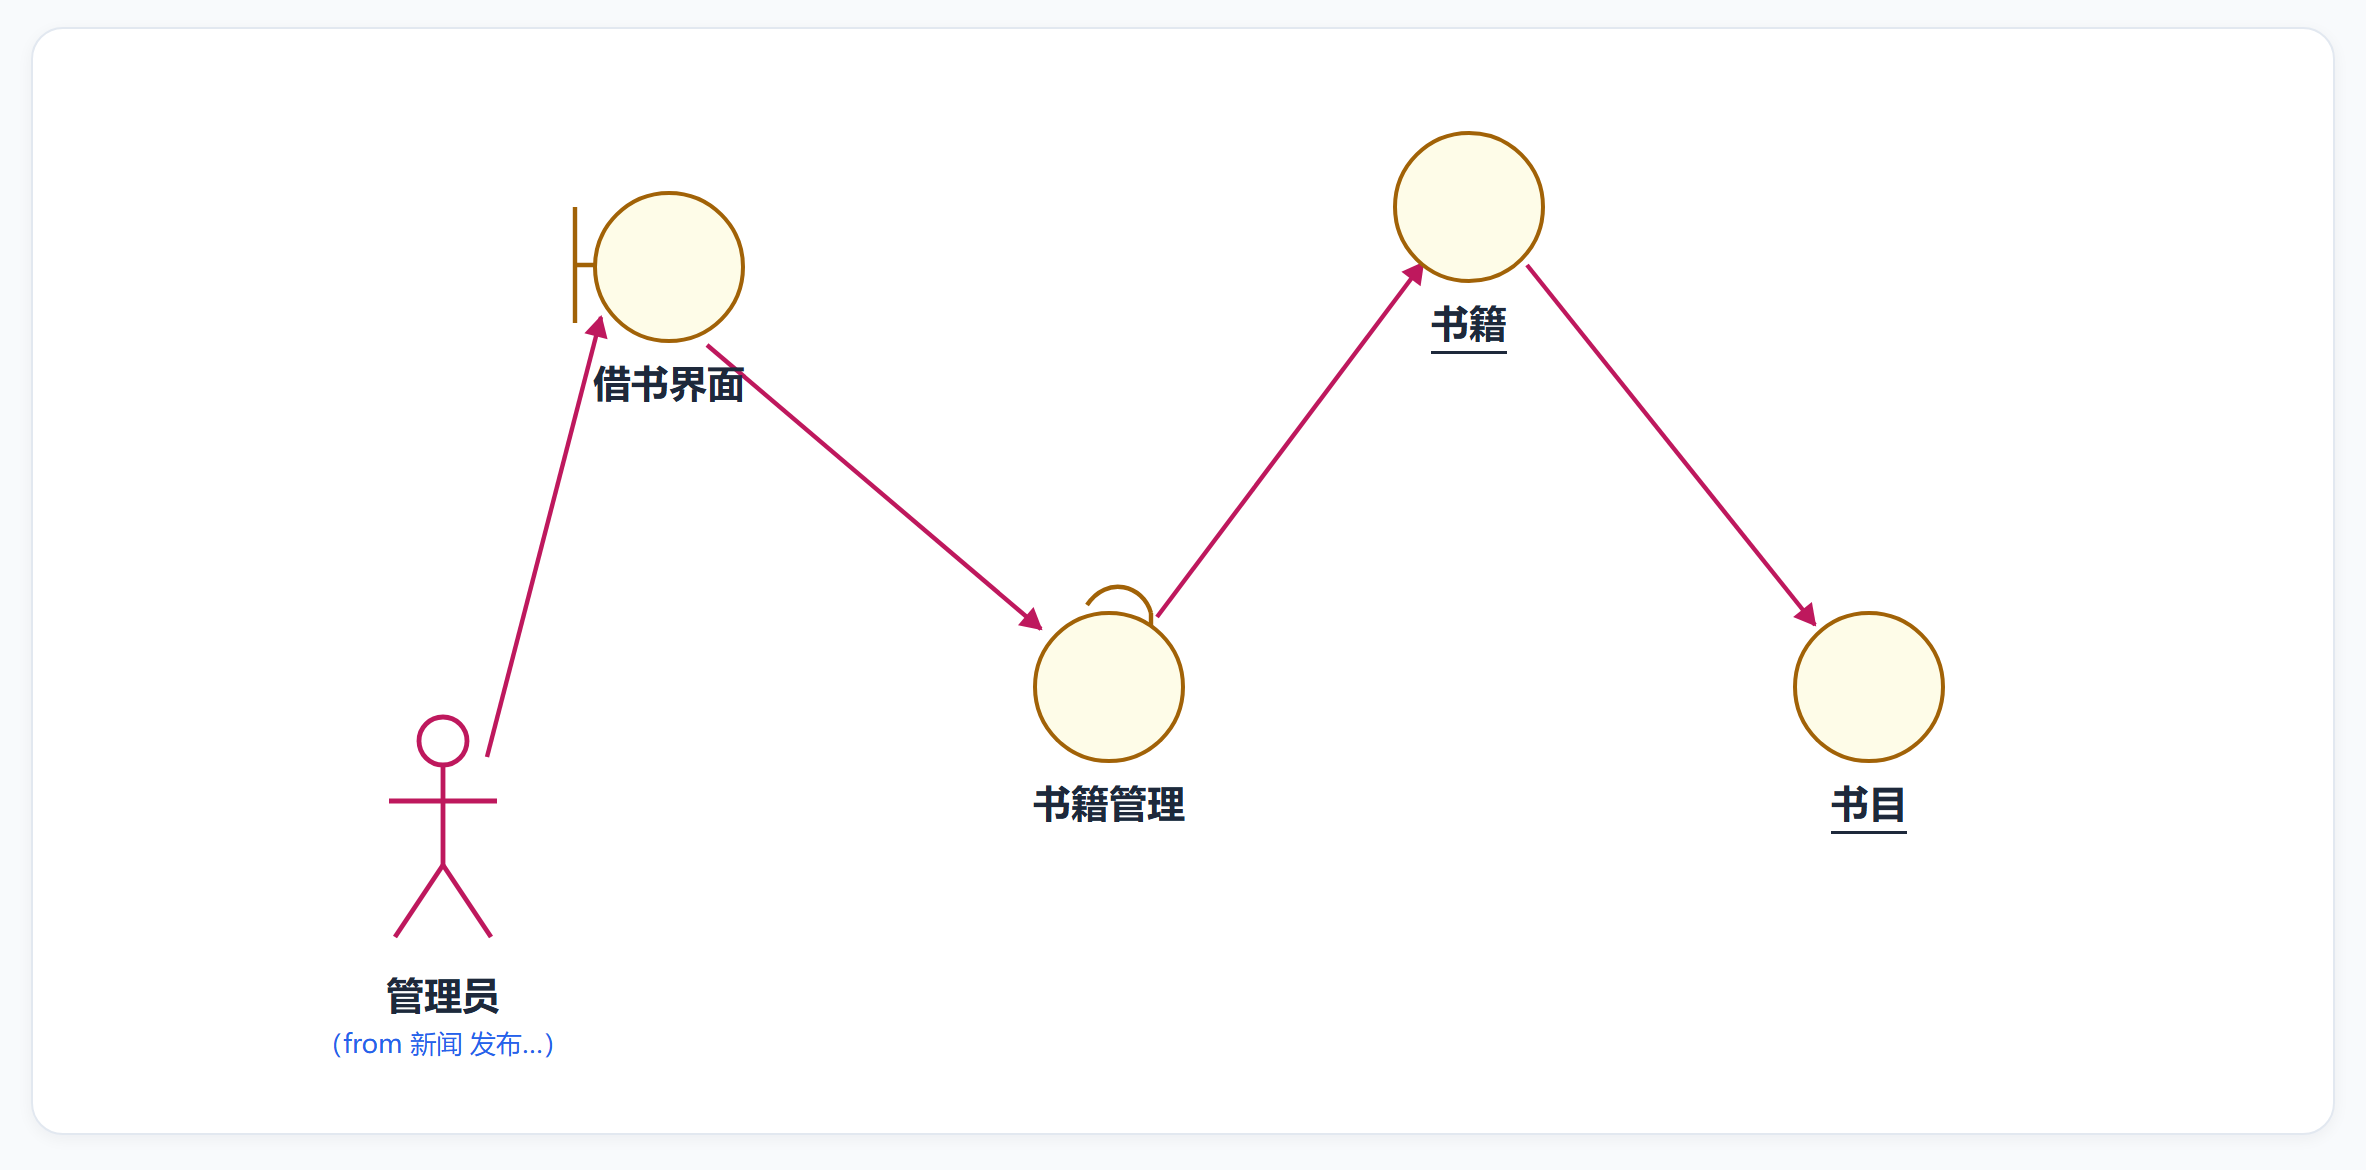 书籍
借书界面
书籍管理
书目
管理员
(from 新闻 发布...)